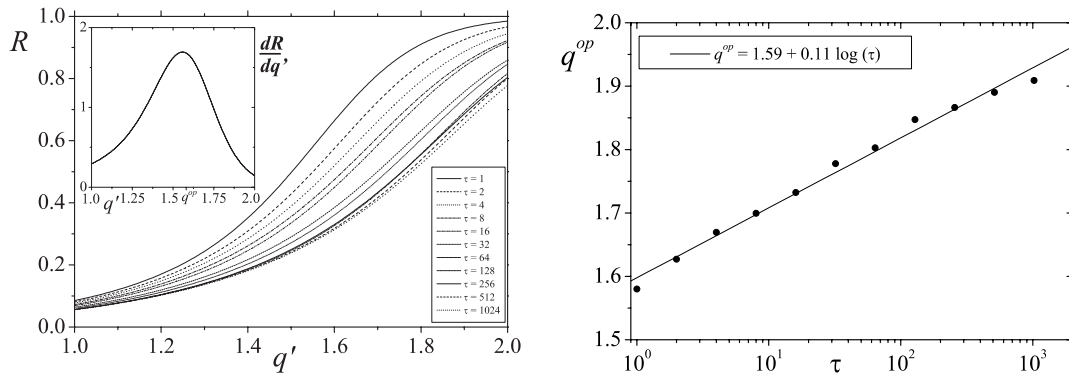 R
1.0
0.8
0.6
0.4
0.2
0.0
1.0 1.2 1.4 1.6 1.8 2.0
q'
2
1
0
1.0 1.25 1.5 1.75 2.0
q' q^op
dR
dq'
τ = 1
τ = 2
τ = 4
τ = 8
τ = 16
τ = 32
τ = 64
τ = 128
τ = 256
τ = 512
τ = 1024
q^op
2.0
1.9
1.8
1.7
1.6
1.5
q^op = 1.59 + 0.11 log (τ)
10^0 10^1 10^2 10^3
τ